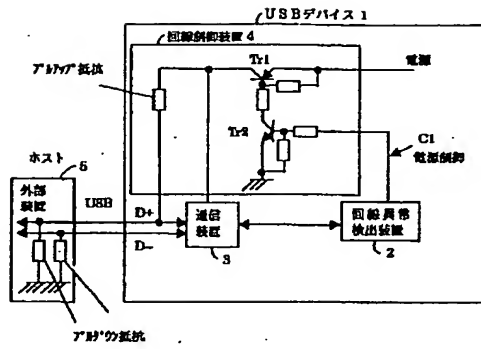 USBデバイス 1
回線制御装置 4
Tr1
電源
プルアップ抵抗
Tr2
C1
電源制御
ホスト
5
外部
装置
USB
D+
D−
通信
装置
3
回線異常
検出装置
2
プルダウン抵抗